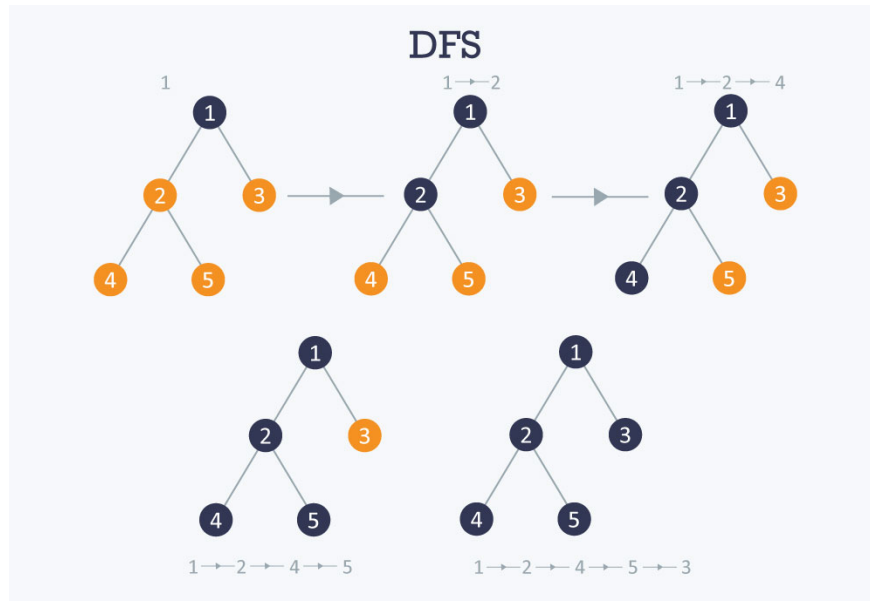 DFS
1 1 → 2 1 → 2 → 4
1 1 1
2 3 2 3 2 3
4 5 4 5 4 5
1 1
2 3 2 3
4 5 4 5
1 → 2 → 4 → 5 1 → 2 → 4 → 5 → 3